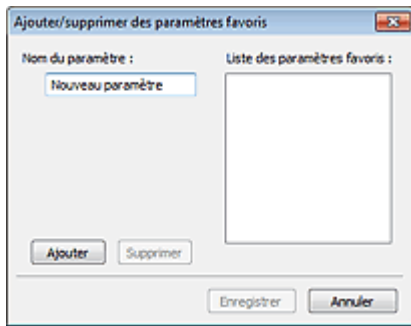 Ajouter/supprimer des paramètres favoris
Nom du paramètre :
Liste des paramètres favoris :
Nouveau paramètre
Ajouter
Supprimer
Enregistrer
Annuler